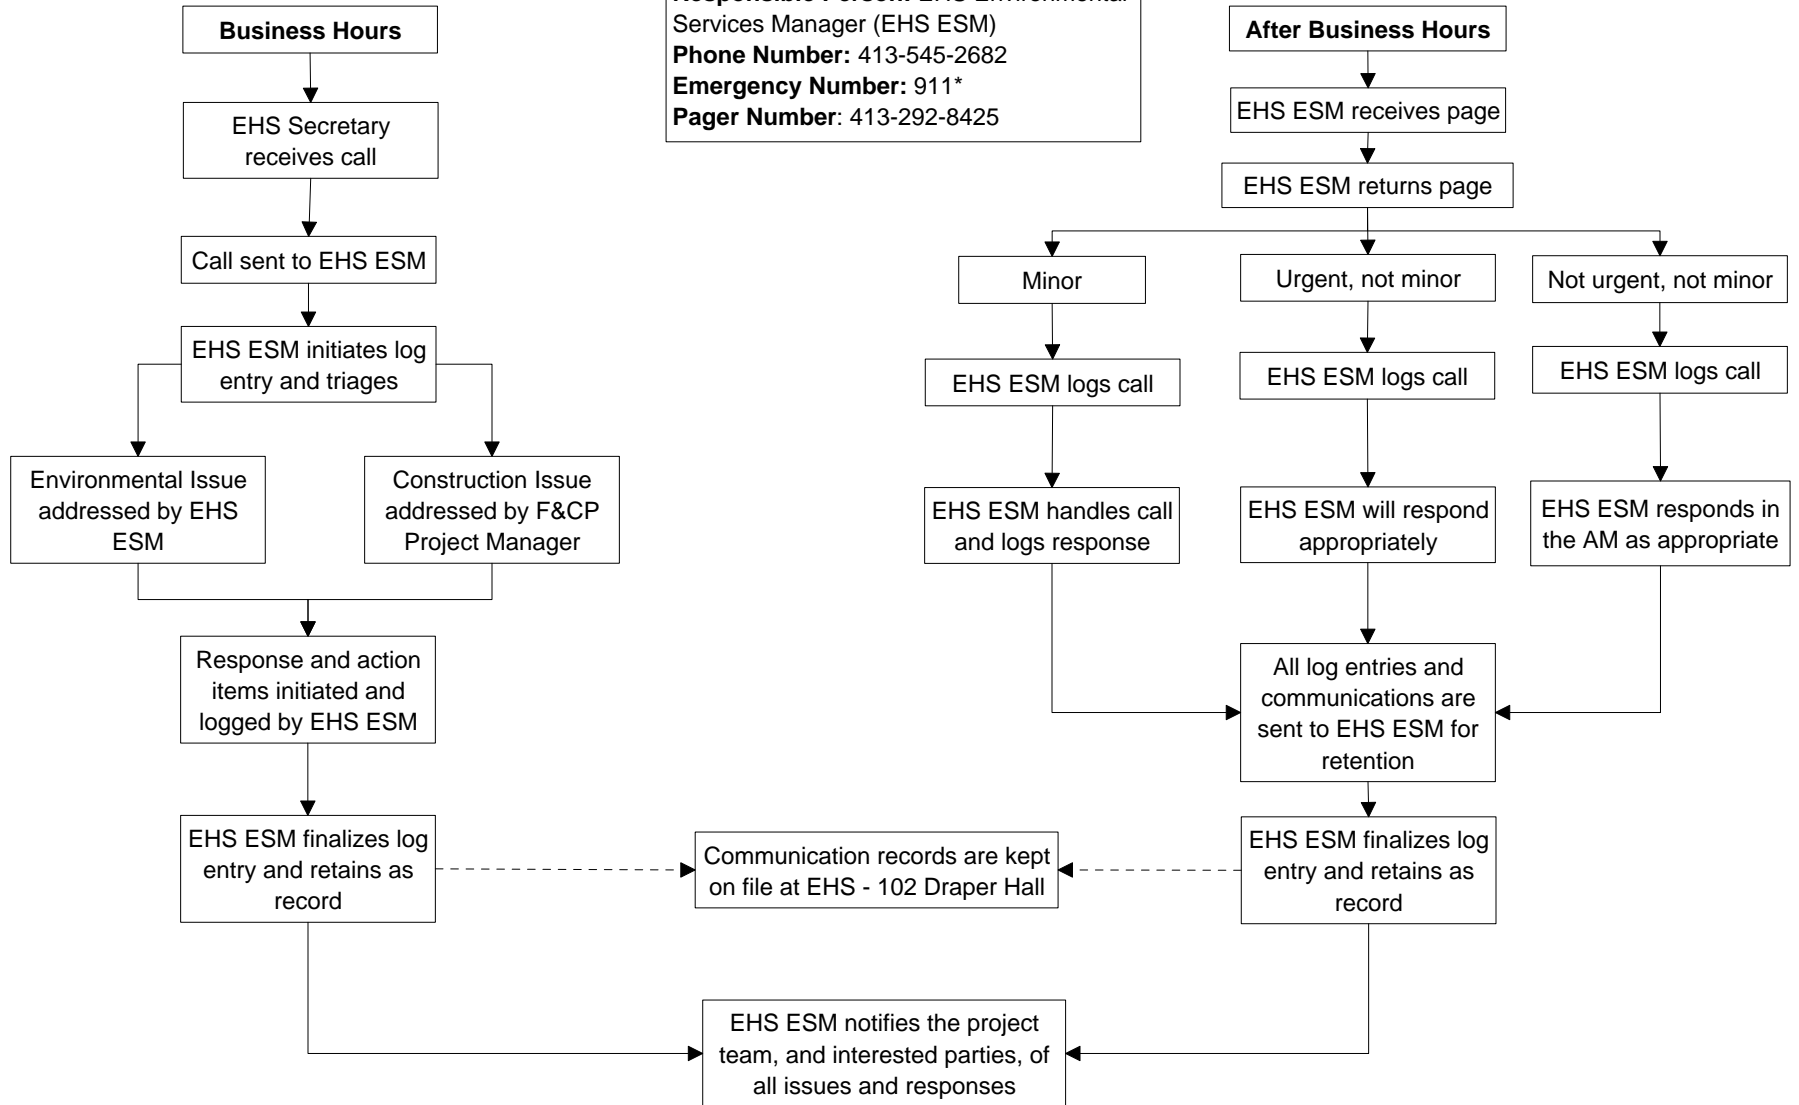 Business Hours
EHS Secretary
receives call
Call sent to EHS ESM
EHS ESM initiates log
entry and triages
Environmental Issue
addressed by EHS
ESM
Construction Issue
addressed by F&CP
Project Manager
Response and action
items initiated and
logged by EHS ESM
EHS ESM finalizes log
entry and retains as
record
Responsible Person: EHS Environmental
Services Manager (EHS ESM)
Phone Number: 413-545-2682
Emergency Number: 911*
Pager Number: 413-292-8425
After Business Hours
EHS ESM receives page
EHS ESM returns page
Minor
EHS ESM logs call
EHS ESM handles call
and logs response
Urgent, not minor
EHS ESM logs call
EHS ESM will respond
appropriately
Not urgent, not minor
EHS ESM logs call
EHS ESM responds in
the AM as appropriate
All log entries and
communications are
sent to EHS ESM for
retention
EHS ESM finalizes log
entry and retains as
record
Communication records are kept
on file at EHS - 102 Draper Hall
EHS ESM notifies the project
team, and interested parties, of
all issues and responses